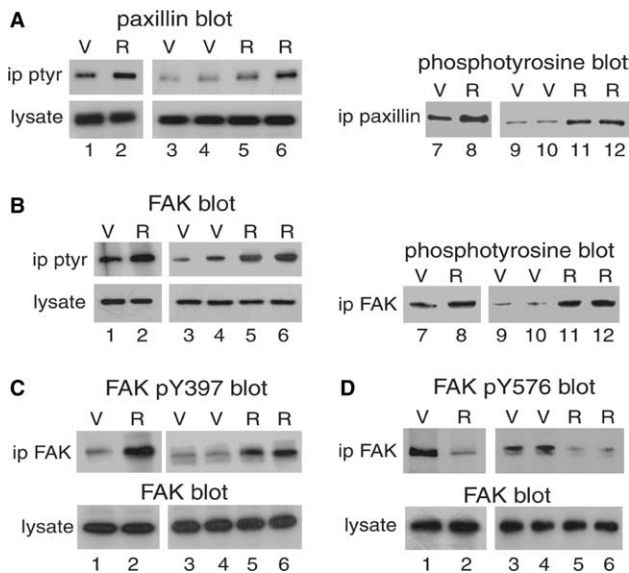 A
paxillin blot
V R V V R R
ip ptyr
lysate
1 2 3 4 5 6
phosphotyrosine blot
V R V V R R
ip paxillin
7 8 9 10 11 12
B
FAK blot
V R V V R R
ip ptyr
lysate
1 2 3 4 5 6
phosphotyrosine blot
V R V V R R
ip FAK
7 8 9 10 11 12
C
FAK pY397 blot
V R V V R R
ip FAK
FAK blot
lysate
1 2 3 4 5 6
D
FAK pY576 blot
V R V V R R
ip FAK
FAK blot
lysate
1 2 3 4 5 6